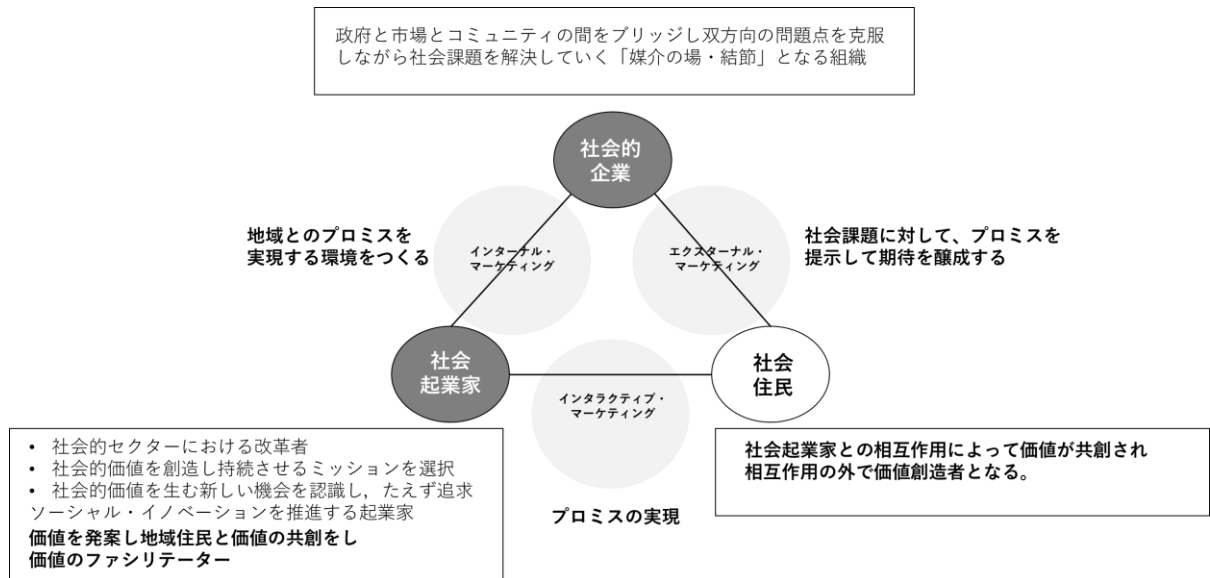 政府と市場とコミュニティの間をブリッジし双方向の問題点を克服
しながら社会課題を解決していく「媒介の場・結節」となる組織
社会的
企業
地域とのプロミスを
実現する環境をつくる
インターナル・
マーケティング
エクスターナル・
マーケティング
社会課題に対して、プロミスを
提示して期待を醸成する
社会
起業家
インタラクティブ・
マーケティング
社会
住民
• 社会的セクターにおける改革者
• 社会的価値を創造し持続させるミッションを選択
• 社会的価値を生む新しい機会を認識し，たえず追求
ソーシャル・イノベーションを推進する起業家
価値を発案し地域住民と価値の共創をし
価値のファシリテーター
プロミスの実現
社会起業家との相互作用によって価値が共創され
相互作用の外で価値創造者となる。